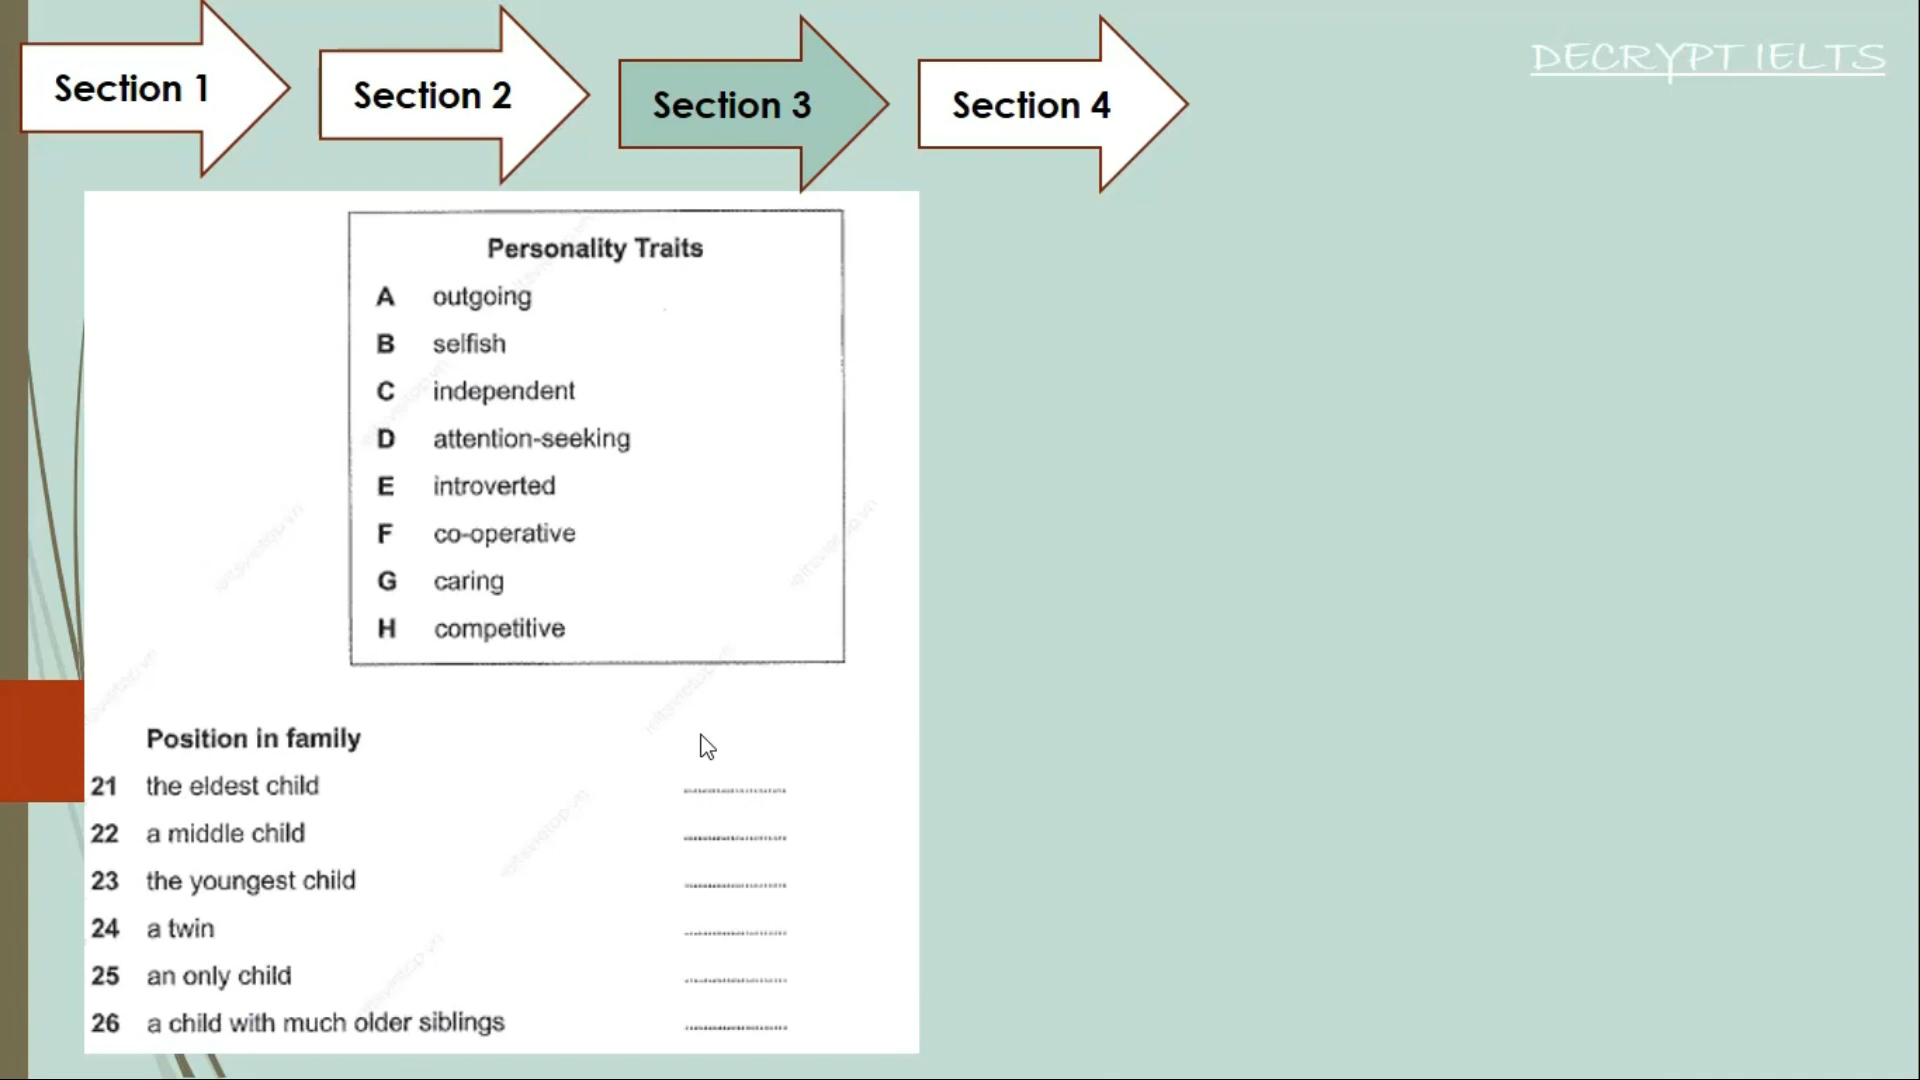 Section 1
Section 2
Section 3
Section 4
DECRYPT IELTS
Personality Traits
A outgoing
B selfish
C independent
D attention-seeking
E introverted
F co-operative
G caring
H competitive
Position in family
21 the eldest child ....................
22 a middle child ....................
23 the youngest child ....................
24 a twin ....................
25 an only child ....................
26 a child with much older siblings ....................